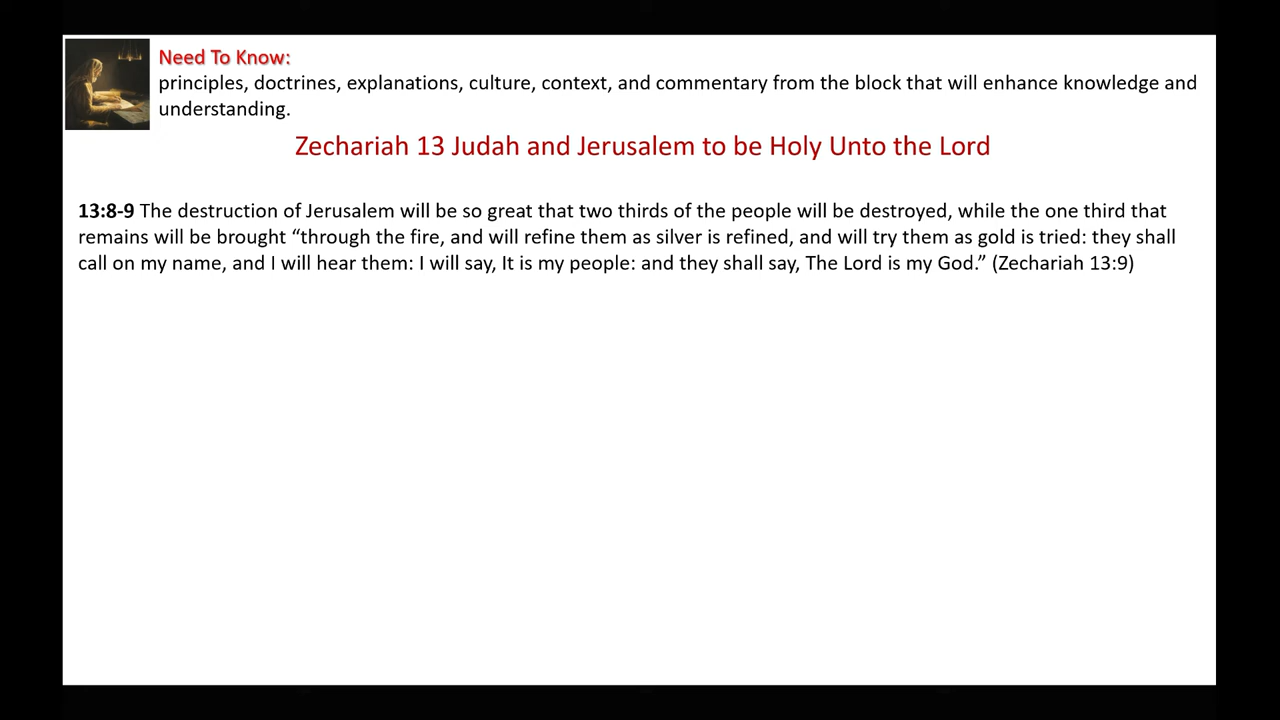 Need To Know:
principles, doctrines, explanations, culture, context, and commentary from the block that will enhance knowledge and
understanding.
Zechariah 13 Judah and Jerusalem to be Holy Unto the Lord
13:8-9 The destruction of Jerusalem will be so great that two thirds of the people will be destroyed, while the one third that
remains will be brought “through the fire, and will refine them as silver is refined, and will try them as gold is tried: they shall
call on my name, and I will hear them: I will say, It is my people: and they shall say, The Lord is my God.” (Zechariah 13:9)